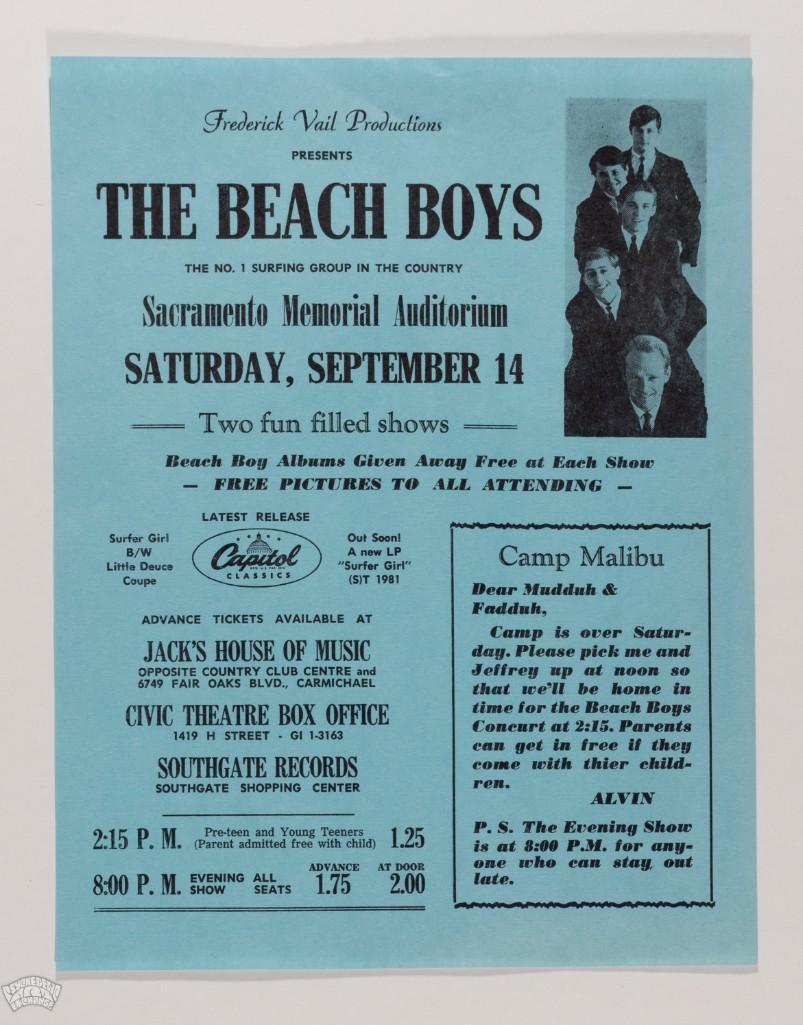 Frederick Vail Productions
PRESENTS
THE BEACH BOYS
THE NO. 1 SURFING GROUP IN THE COUNTRY
Sacramento Memorial Auditorium
SATURDAY, SEPTEMBER 14
Two fun filled shows
Beach Boy Albums Given Away Free at Each Show
— FREE PICTURES TO ALL ATTENDING —
LATEST RELEASE
Surfer Girl
B/W
Little Deuce
Coupe
Capitol
CLASSICS
Out Soon!
A new LP
"Surfer Girl"
(S)T 1981
ADVANCE TICKETS AVAILABLE AT
JACK'S HOUSE OF MUSIC
OPPOSITE COUNTRY CLUB CENTRE and
6749 FAIR OAKS BLVD., CARMICHAEL
CIVIC THEATRE BOX OFFICE
1419 H STREET - GI 1-3163
SOUTHGATE RECORDS
SOUTHGATE SHOPPING CENTER
2:15 P. M. Pre-teen and Young Teeners (Parent admitted free with child) 1.25
ADVANCE AT DOOR
8:00 P. M. EVENING SHOW ALL SEATS 1.75 2.00
Camp Malibu
Dear Mudduh &
Fadduh,
Camp is over Satur-
day. Please pick me and
Jeffrey up at noon so
that we'll be home in
time for the Beach Boys
Concurt at 2:15. Parents
can get in free if they
come with thier child-
ren.
ALVIN
P. S. The Evening Show
is at 8:00 P.M. for any-
one who can stay out
late.
PSYCHEDELIC
EXCHANGE